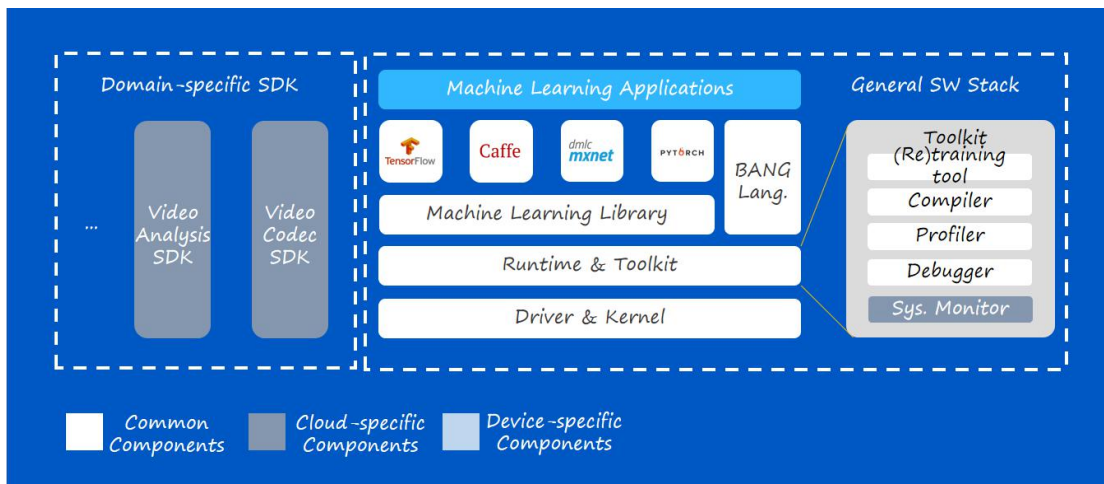 Domain-specific SDK
...
Video
Analysis
SDK
Video
Codec
SDK
Machine Learning Applications
TensorFlow
Caffe
dmlc
mxnet
PYTORCH
BANG
Lang.
Machine Learning Library
Runtime & Toolkit
Driver & Kernel
General SW Stack
Toolkit
(Re)training
tool
Compiler
Profiler
Debugger
Sys. Monitor
Common
Components
Cloud-specific
Components
Device-specific
Components